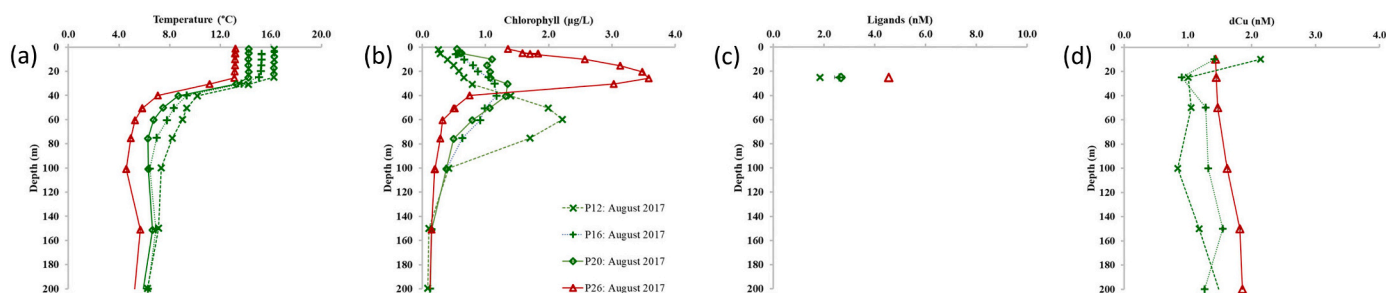 Temperature (°C)
0.0 4.0 8.0 12.0 16.0 20.0
(a)
Depth (m)
0
20
40
60
80
100
120
140
160
180
200
Chlorophyll (µg/L)
0.0 1.0 2.0 3.0 4.0
(b)
Depth (m)
0
20
40
60
80
100
120
140
160
180
200
P12: August 2017
P16: August 2017
P20: August 2017
P26: August 2017
Ligands (nM)
0.0 2.0 4.0 6.0 8.0 10.0
(c)
Depth (m)
0
20
40
60
80
100
120
140
160
180
200
dCu (nM)
0.0 1.0 2.0 3.0 4.0
(d)
Depth (m)
0
20
40
60
80
100
120
140
160
180
200